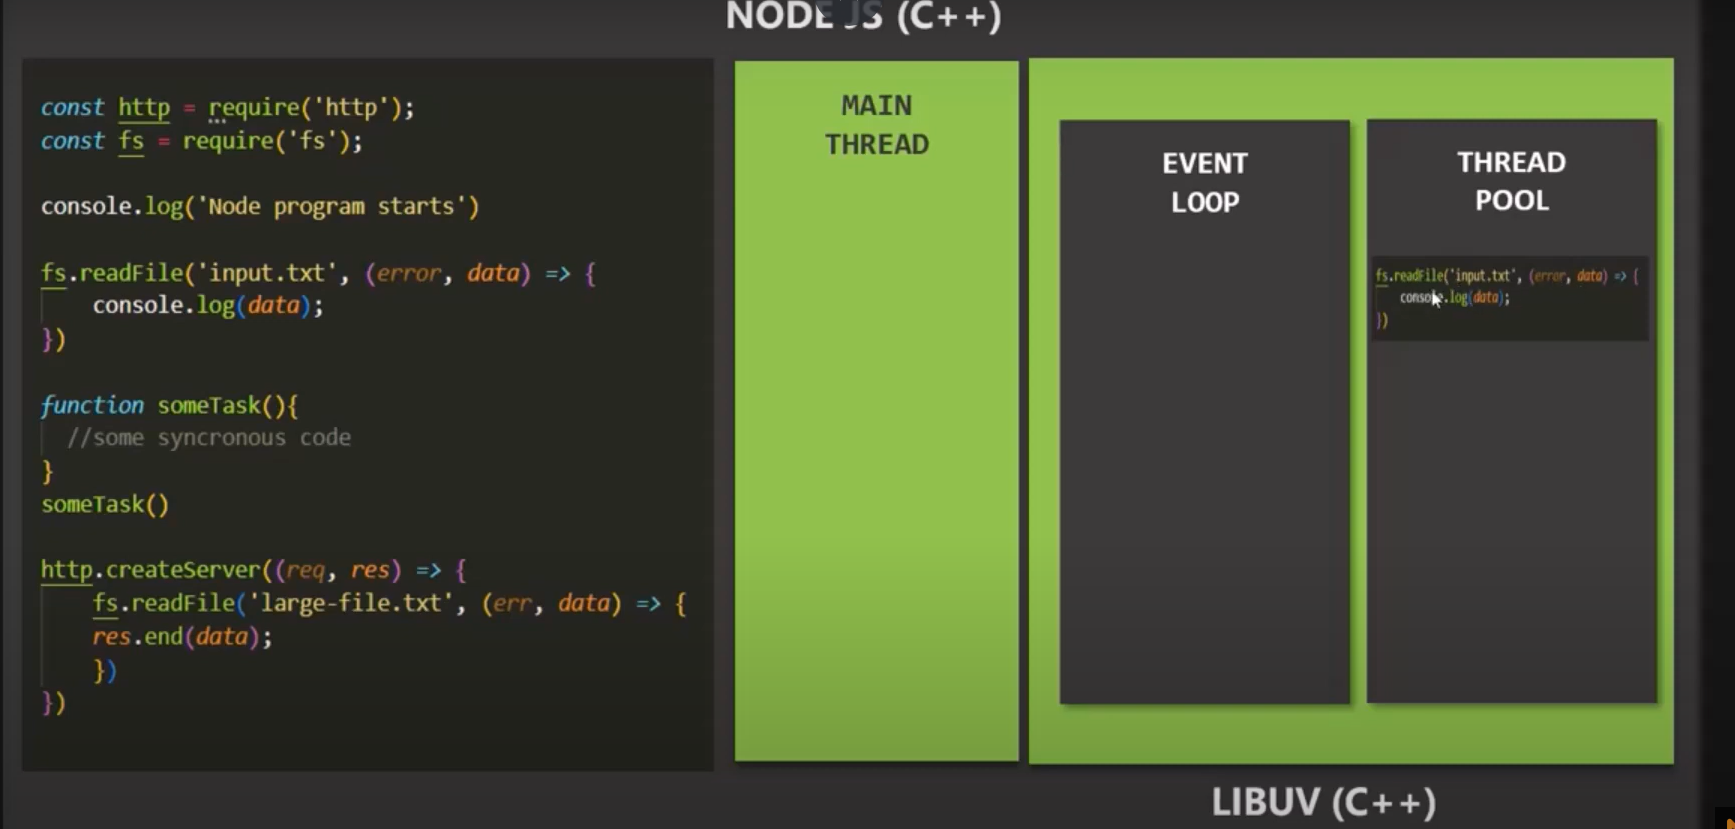 NODE JS (C++)
const http = require('http');
const fs = require('fs');
console.log('Node program starts')
fs.readFile('input.txt', (error, data) => {
console.log(data);
})
function someTask(){
//some syncronous code
}
someTask()
http.createServer((req, res) => {
fs.readFile('large-file.txt', (err, data) => {
res.end(data);
})
})
MAIN
THREAD
EVENT
LOOP
THREAD
POOL
fs.readFile('input.txt', (error, data) => {
console.log(data);
})
LIBUV (C++)